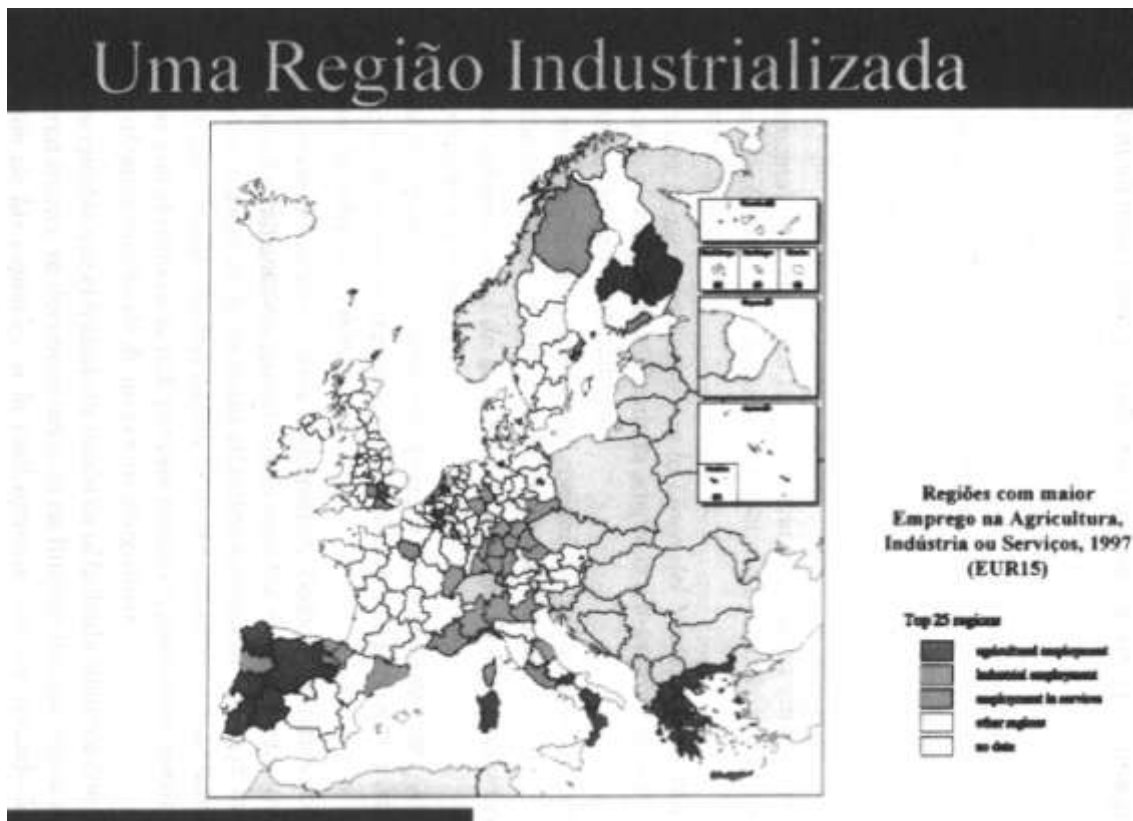 Uma Região Industrializada
Regiões com maior
Emprego na Agricultura,
Indústria ou Serviços, 1997
(EUR15)
Top 25 regions
agricultural employment
industrial employment
employment in services
other regions
no data